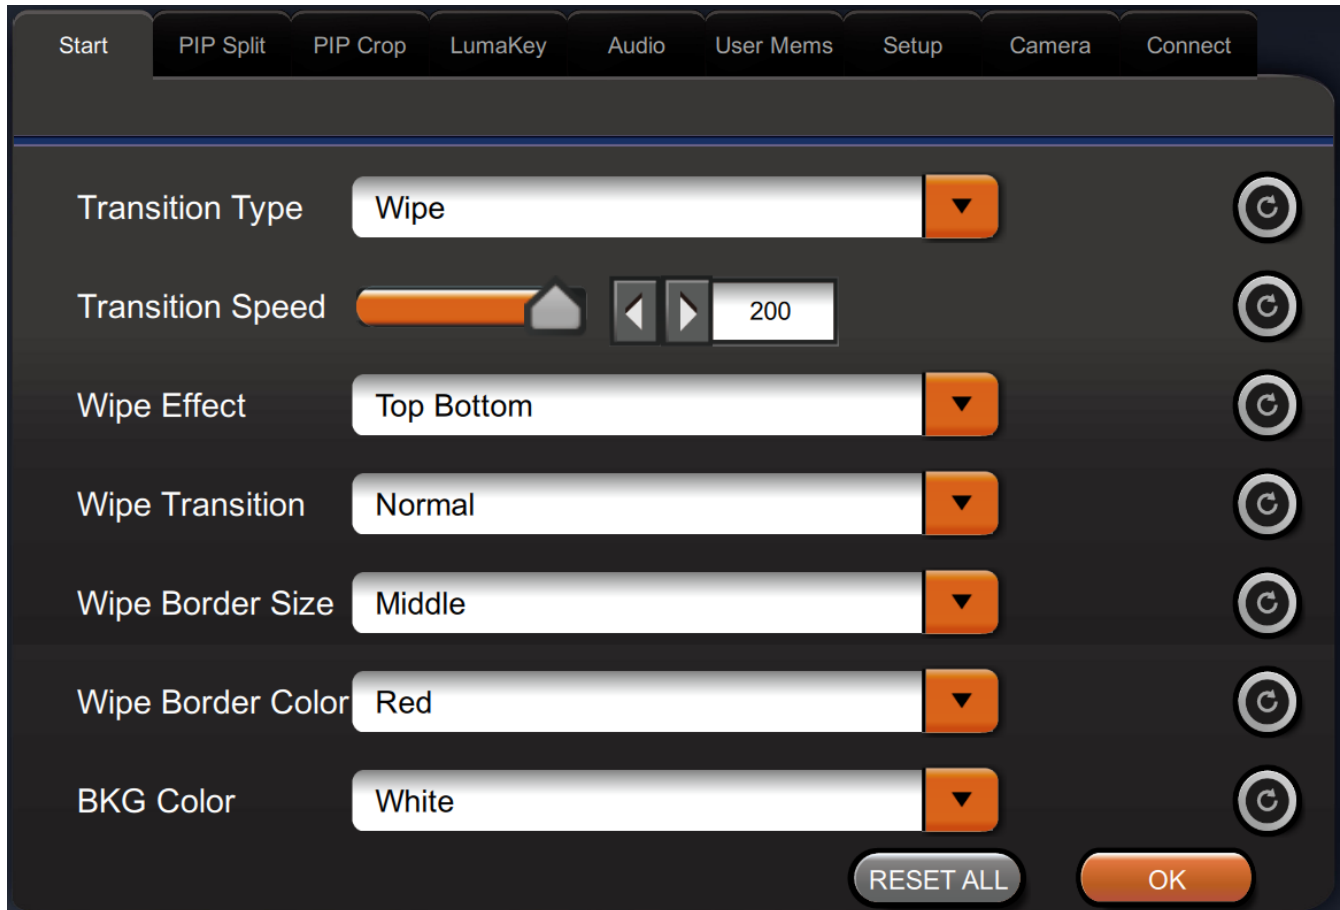 Start PIP Split PIP Crop LumaKey Audio User Mems Setup Camera Connect
Transition Type Wipe
Transition Speed 200
Wipe Effect Top Bottom
Wipe Transition Normal
Wipe Border Size Middle
Wipe Border Color Red
BKG Color White
RESET ALL OK